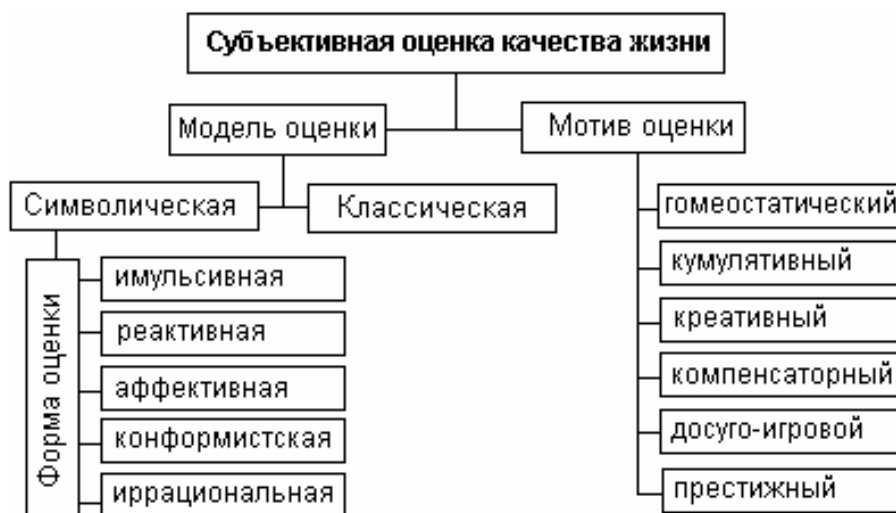 Субъективная оценка качества жизни
Модель оценки
Мотив оценки
Символическая
Классическая
Форма оценки
имульсивная
реактивная
аффективная
конформистская
иррациональная
гомеостатический
кумулятивный
креативный
компенсаторный
досуго-игровой
престижный